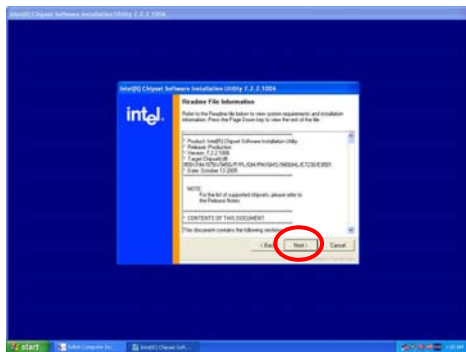 Intel(R) Chipset Software Installation Utility 7.2.2.1006
Intel(R) Chipset Software Installation Utility 7.2.2.1006
intel.
Readme File Information
Refer to the Readme file below to view system requirements and installation
information. Press the Page Down key to view the rest of the file.
* Product: Intel(R) Chipset Software Installation Utility
* Release: Production
* Version: 7.2.2.1006
* Target Chipset(s)#:
* Date: October 13 2005
NOTE:
For the list of supported chipsets, please refer to
the Release Notes
* CONTENTS OF THIS DOCUMENT
This document contains the following sections:
< Back
Next >
Cancel
start
Intel(R) Chipset Soft...